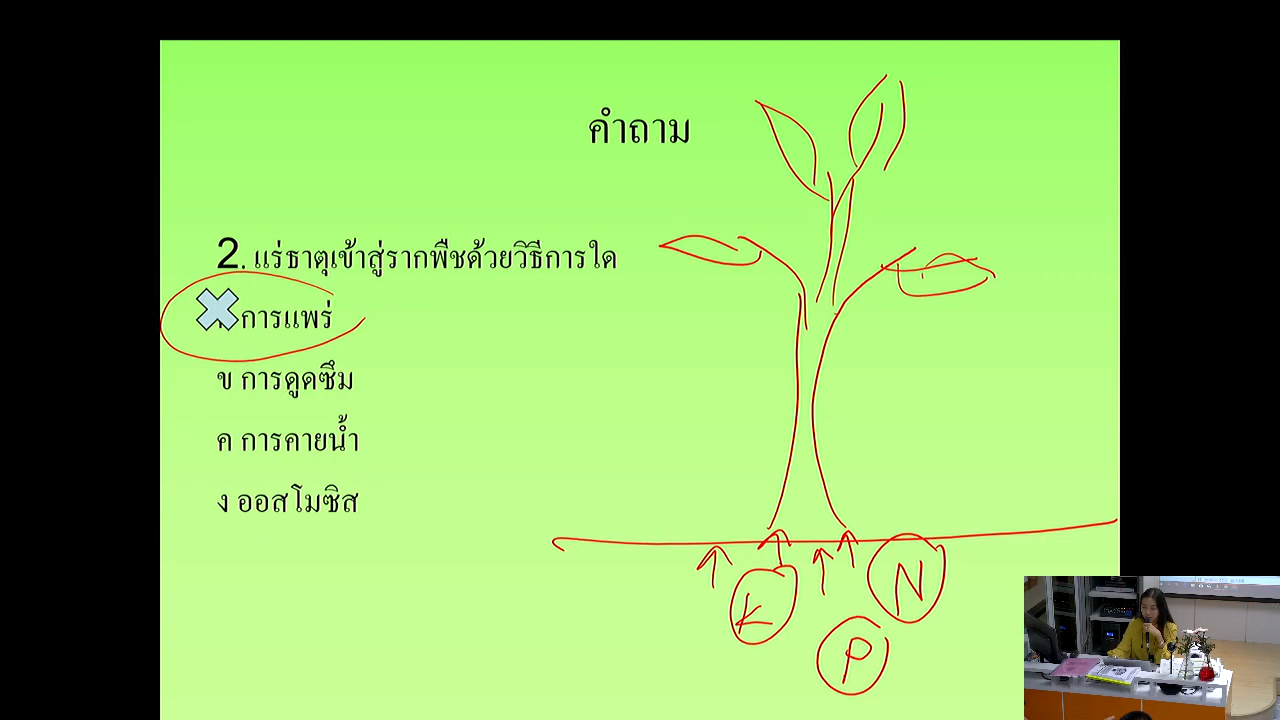 คำถาม
2. แร่ธาตุเข้าสู่รากพืชด้วยวิธีการใด
การแพร่
ข การดูดซึม
ค การคายน้ำ
ง ออสโมซิส
K
N
P